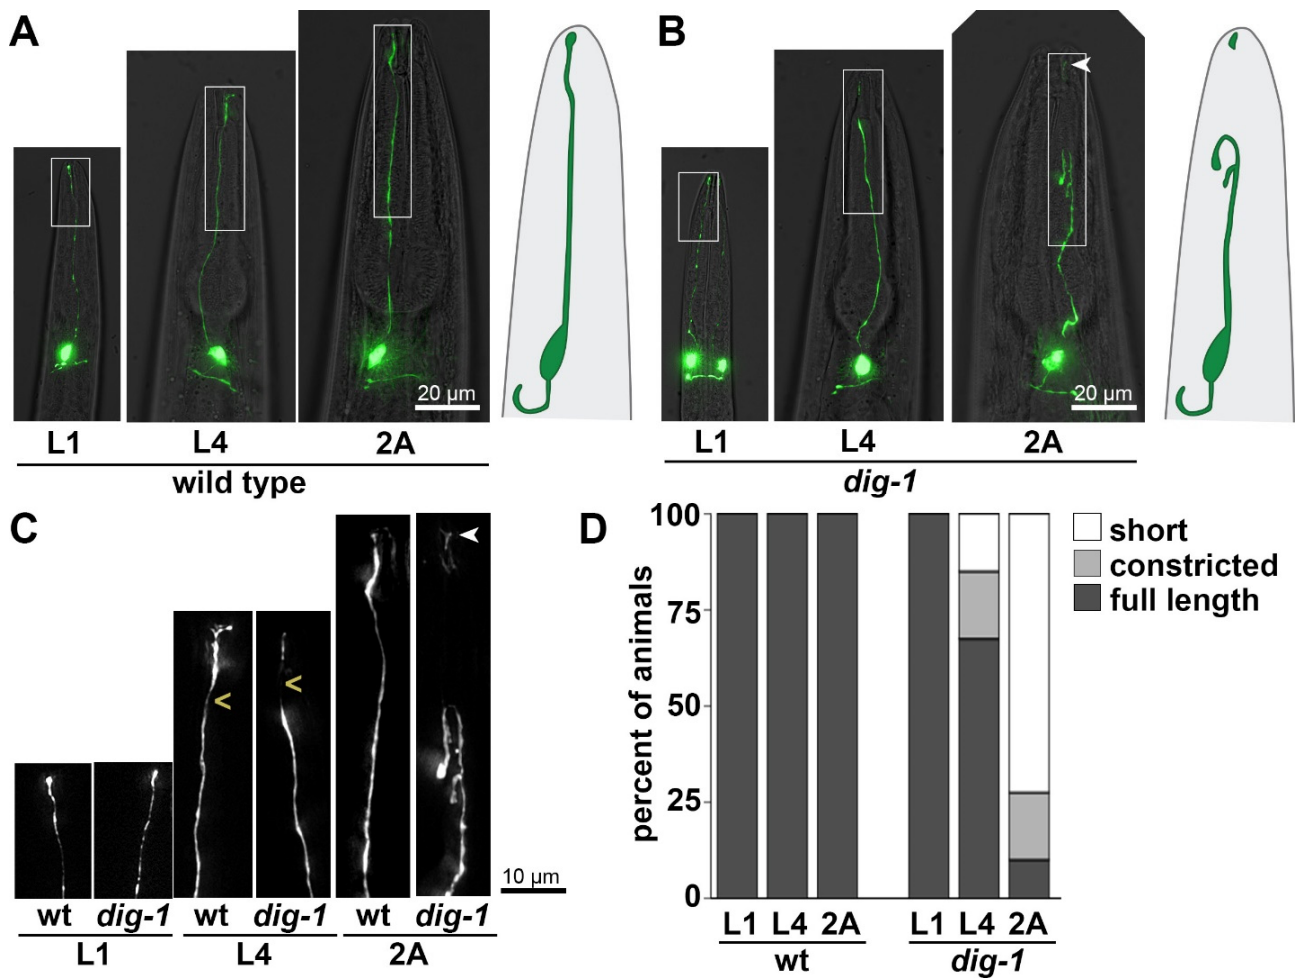 A
L1
L4
2A
20 µm
wild type
B
L1
L4
2A
20 µm
dig-1
C
<
<
wt
dig-1
wt
dig-1
wt
dig-1
L1
L4
2A
10 µm
D
percent of animals
100
75
50
25
0
L1 L4 2A
wt
L1 L4 2A
dig-1
short
constricted
full length